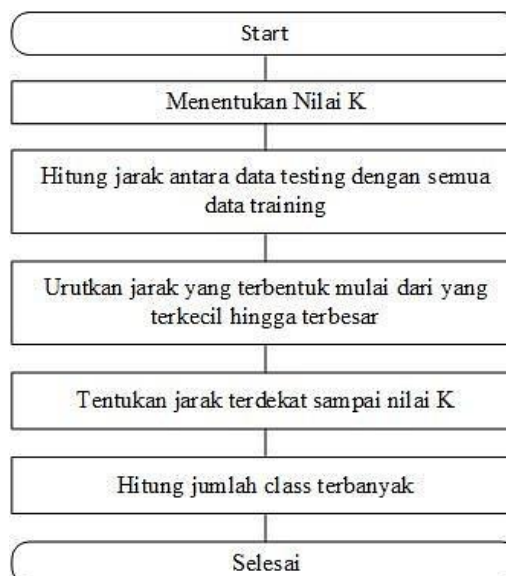 Start
Menentukan Nilai K
Hitung jarak antara data testing dengan semua
data training
Urutkan jarak yang terbentuk mulai dari yang
terkecil hingga terbesar
Tentukan jarak terdekat sampai nilai K
Hitung jumlah class terbanyak
Selesai